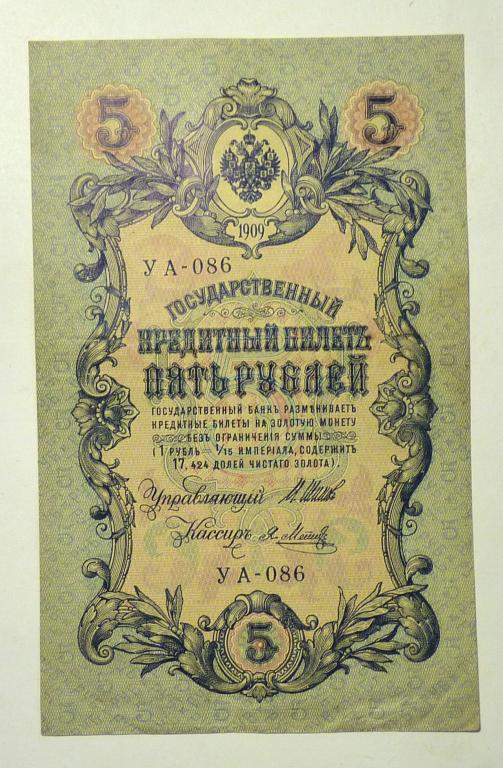 5 5
1909
УА-086
ГОСУДАРСТВЕННЫЙ
КРЕДИТНЫЙ БИЛЕТЪ
ПЯТЬ РУБЛЕЙ
ГОСУДАРСТВЕННЫЙ БАНКЪ РАЗМѢНИВАЕТЪ
КРЕДИТНЫЕ БИЛЕТЫ НА ЗОЛОТУЮ МОНЕТУ
БЕЗЪ ОГРАНИЧЕНІЯ СУММЫ
(1 РУБЛЬ = 1/15 ИМПЕРІАЛА, СОДЕРЖИТЪ
17,424 ДОЛЕЙ ЧИСТАГО ЗОЛОТА).
Управляющій
Кассиръ
УА-086
5